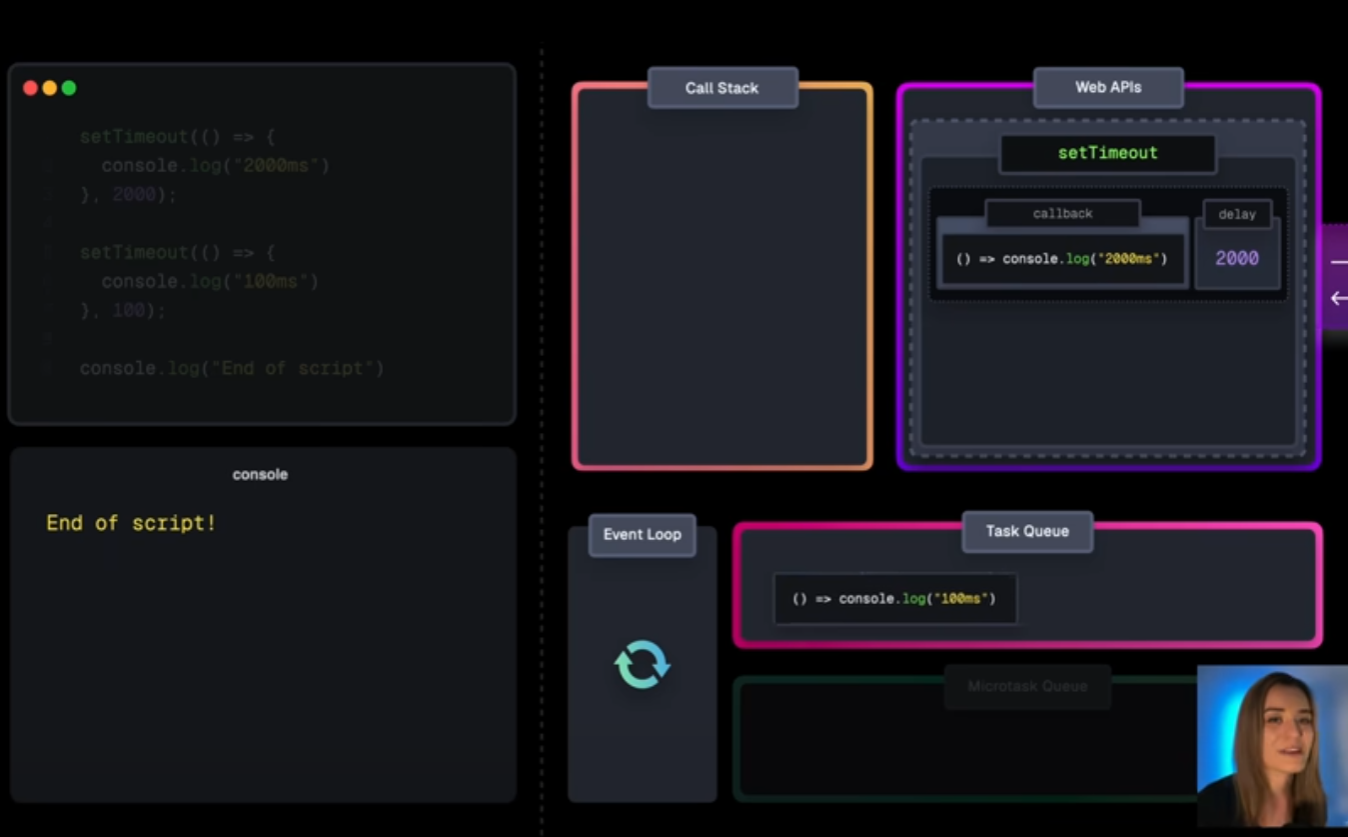 setTimeout(() => {
console.log("2000ms")
}, 2000);
setTimeout(() => {
console.log("100ms")
}, 100);
console.log("End of script")
console
End of script!
Call Stack
Web APIs
setTimeout
callback
delay
() => console.log("2000ms")
2000
Event Loop
Task Queue
() => console.log("100ms")
Microtask Queue